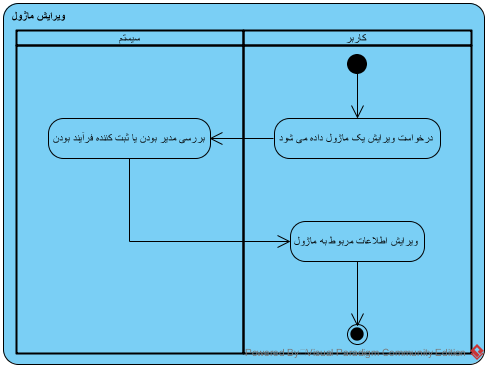 ویرایش ماژول
کاربر
سیستم
درخواست ویرایش یک ماژول داده می شود
بررسی مدیر بودن یا ثبت کننده فرآیند بودن
ویرایش اطلاعات مربوط به ماژول
Powered By: Visual Paradigm Community Edition